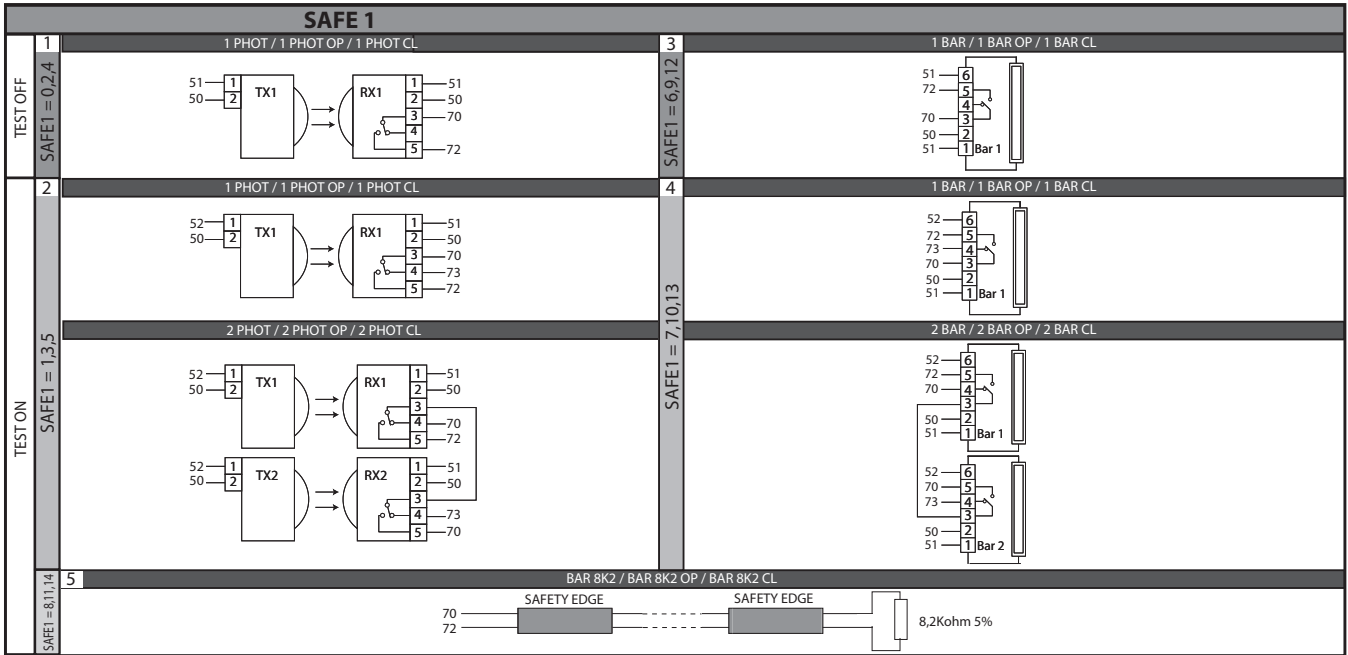 SAFE 1
TEST OFF
SAFE1 = 0,2,4
1
1 PHOT / 1 PHOT OP / 1 PHOT CL
51 1 TX1 RX1 1 51
50 2 2 50
3 70
4
5 72
SAFE1 = 6,9,12
3
1 BAR / 1 BAR OP / 1 BAR CL
51 6
72 5
4
70 3
50 2
51 1 Bar 1
TEST ON
SAFE1 = 1,3,5
2
1 PHOT / 1 PHOT OP / 1 PHOT CL
52 1 TX1 RX1 1 51
50 2 2 50
3 70
4 73
5 72
2 PHOT / 2 PHOT OP / 2 PHOT CL
52 1 TX1 RX1 1 51
50 2 2 50
3
4 70
5 72
52 1 TX2 RX2 1 51
50 2 2 50
3
4 73
5 70
SAFE1 = 7,10,13
4
1 BAR / 1 BAR OP / 1 BAR CL
52 6
72 5
73 4
70 3
50 2
51 1 Bar 1
2 BAR / 2 BAR OP / 2 BAR CL
52 6
72 5
70 4
3
50 2
51 1 Bar 1
52 6
70 5
73 4
3
50 2
51 1 Bar 2
SAFE1 = 8,11,14
5
BAR 8K2 / BAR 8K2 OP / BAR 8K2 CL
SAFETY EDGE SAFETY EDGE
70
72
8,2Kohm 5%